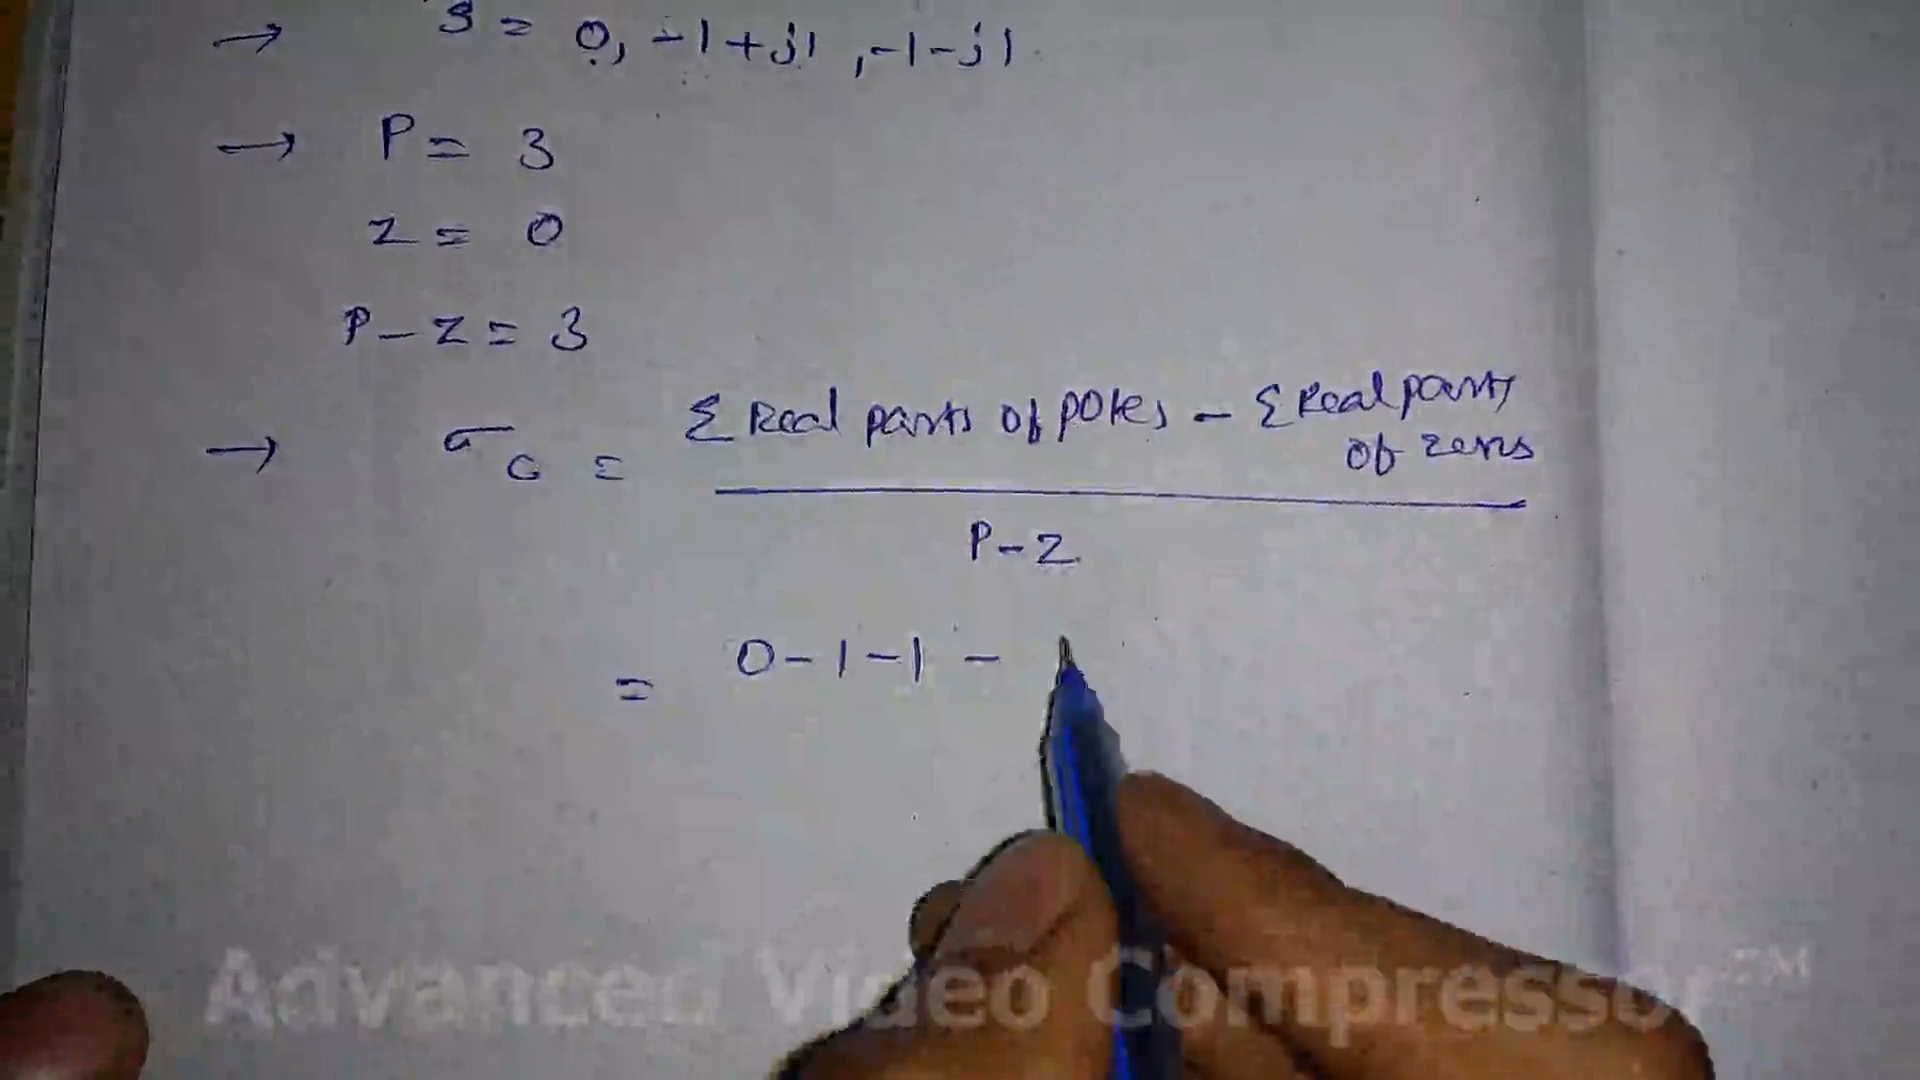 → S = 0, -1+j1, -1-j1
→ P = 3
Z = 0
P - Z = 3
→ σc = Σ Real parts of poles - Σ Real parts
of zeros
P - Z
= 0 - 1 - 1 -
Advanced Video Compressor™